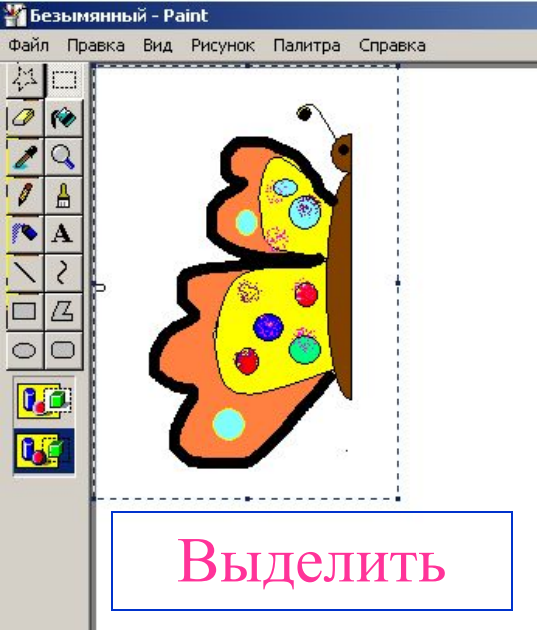 Безымянный - Paint
Файл Правка Вид Рисунок Палитра Справка
A
Выделить